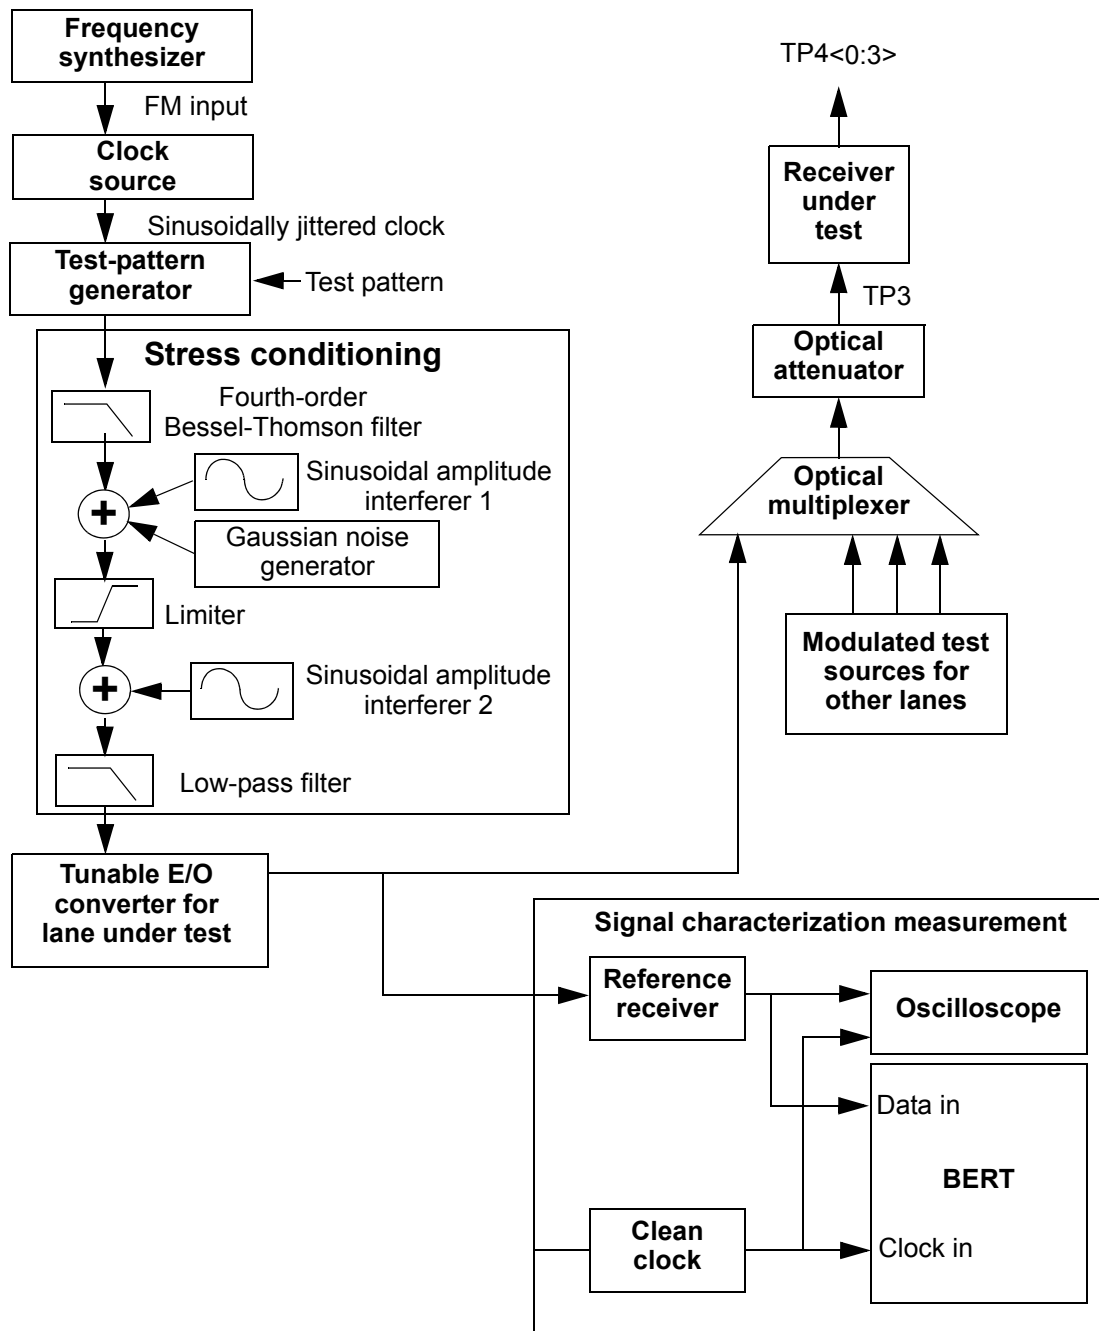 Frequency
synthesizer
FM input
Clock
source
Sinusoidally jittered clock
Test-pattern
generator
Test pattern
Stress conditioning
Fourth-order
Bessel-Thomson filter
Sinusoidal amplitude
interferer 1
+
Gaussian noise
generator
Limiter
Sinusoidal amplitude
interferer 2
+
Low-pass filter
Tunable E/O
converter for
lane under test
TP4<0:3>
Receiver
under
test
TP3
Optical
attenuator
Optical
multiplexer
Modulated test
sources for
other lanes
Signal characterization measurement
Reference
receiver
Oscilloscope
Data in
BERT
Clean
clock
Clock in